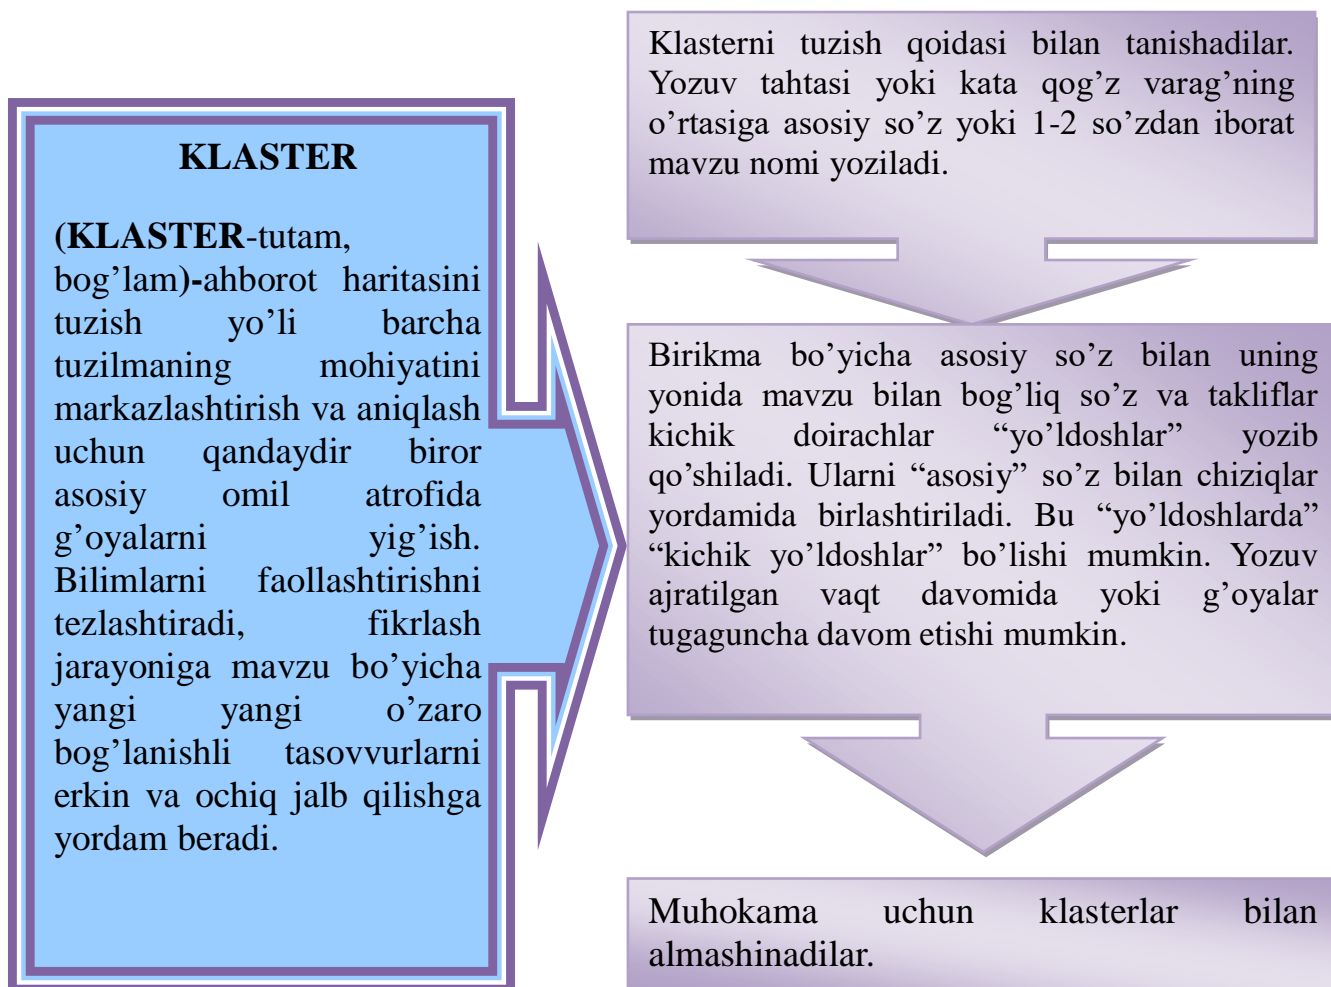 KLASTER
(KLASTER-tutam,
bog’lam)-ahborot haritasini
tuzish yo’li barcha
tuzilmaning mohiyatini
markazlashtirish va aniqlash
uchun qandaydir biror
asosiy omil atrofida
g’oyalarni yig’ish.
Bilimlarni faollashtirishni
tezlashtiradi, fikrlash
jarayoniga mavzu bo’yicha
yangi yangi o’zaro
bog’lanishli tasovvurlarni
erkin va ochiq jalb qilishga
yordam beradi.
Klasterni tuzish qoidasi bilan tanishadilar.
Yozuv tahtasi yoki kata qog’z varag’ning
o’rtasiga asosiy so’z yoki 1-2 so’zdan iborat
mavzu nomi yoziladi.
Birikma bo’yicha asosiy so’z bilan uning
yonida mavzu bilan bog’liq so’z va takliflar
kichik doirachlar “yo’ldoshlar” yozib
qo’shiladi. Ularni “asosiy” so’z bilan chiziqlar
yordamida birlashtiriladi. Bu “yo’ldoshlarda”
“kichik yo’ldoshlar” bo’lishi mumkin. Yozuv
ajratilgan vaqt davomida yoki g’oyalar
tugaguncha davom etishi mumkin.
Muhokama uchun klasterlar bilan
almashinadilar.